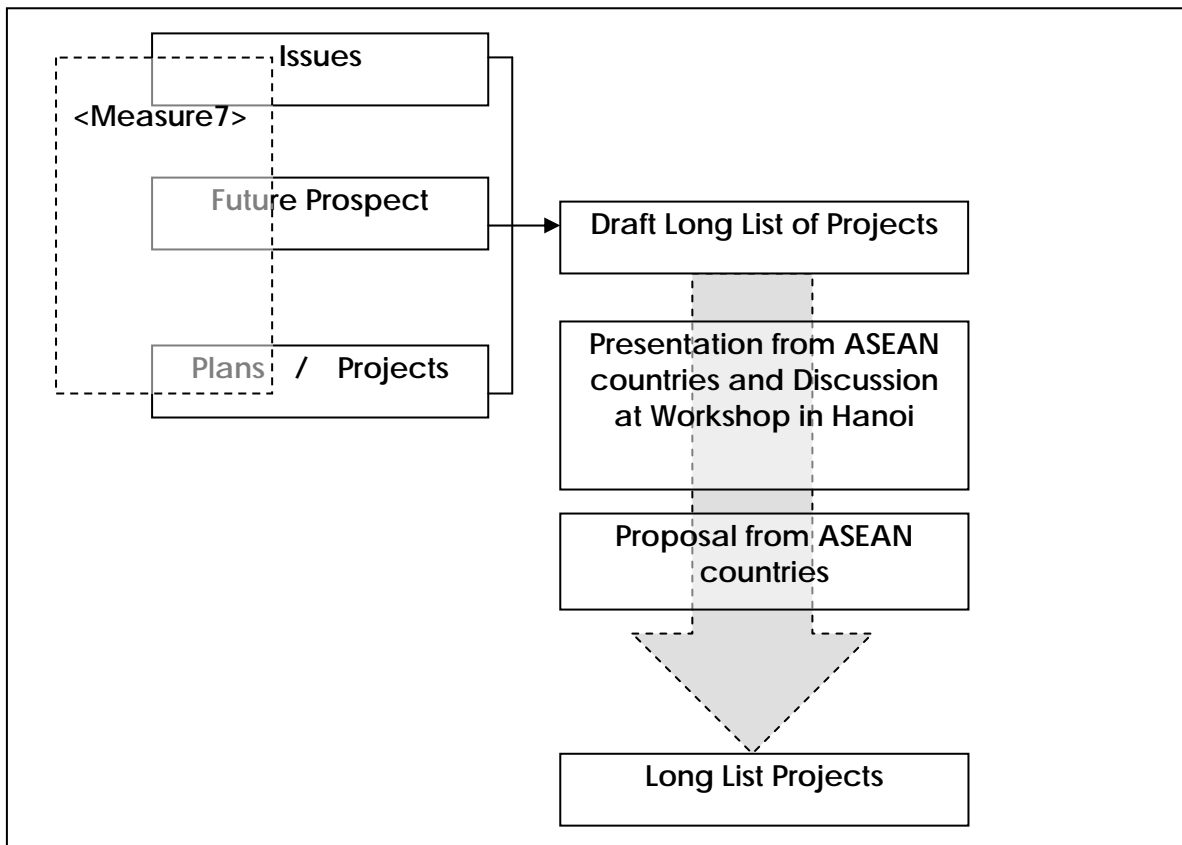 Issues
<Measure7>
Future Prospect
Plans / Projects
Draft Long List of Projects
Presentation from ASEAN
countries and Discussion
at Workshop in Hanoi
Proposal from ASEAN
countries
Long List Projects